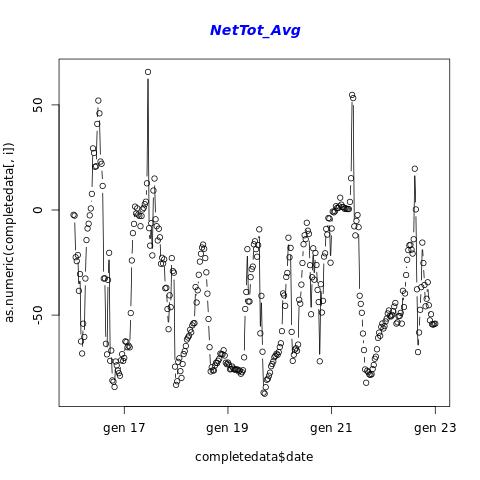 NetTot_Avg
as.numeric(completedata[, i])
50
0
-50
gen 17
gen 19
gen 21
gen 23
completedata$date